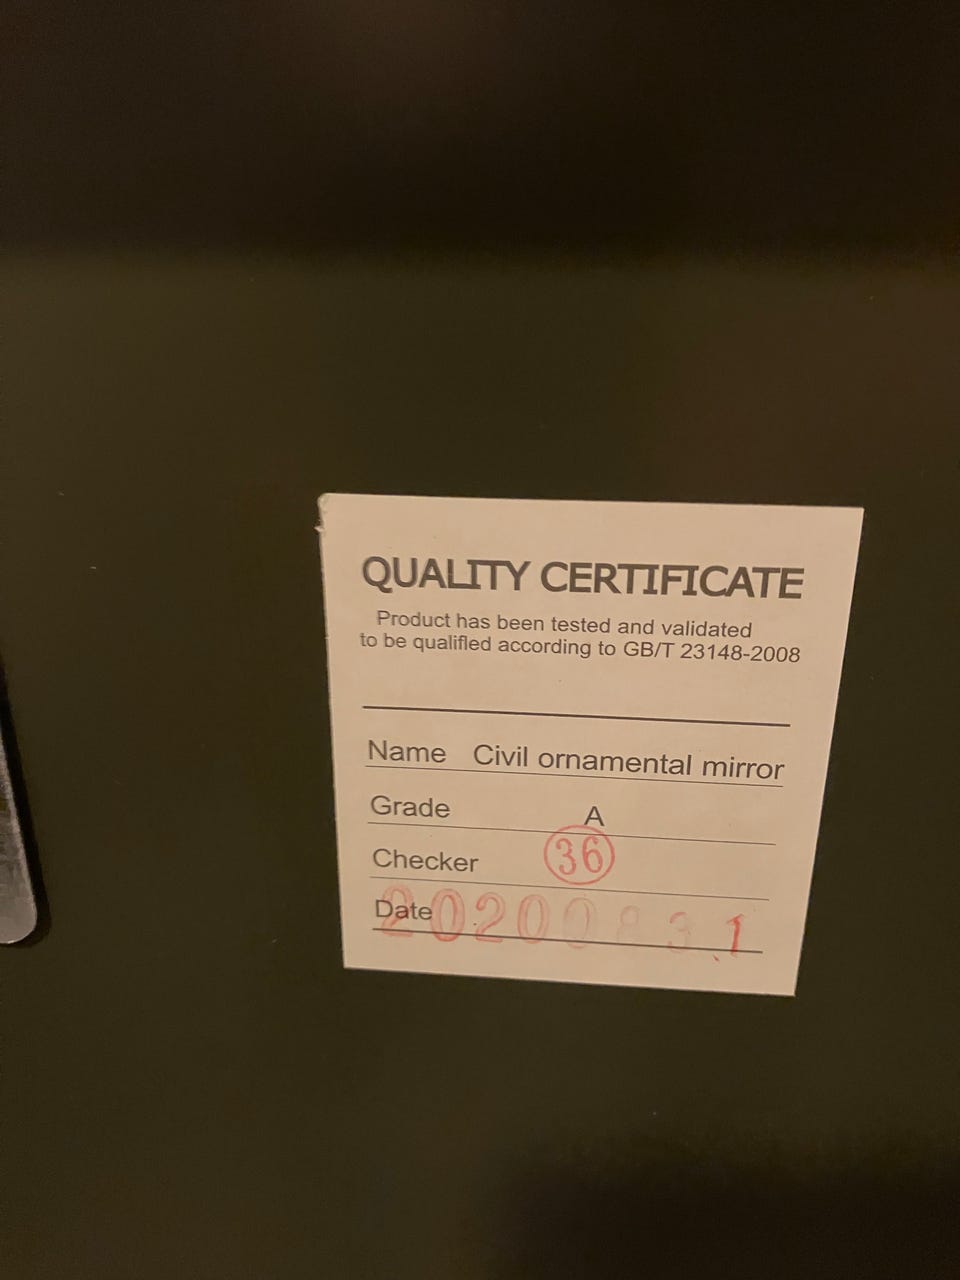 QUALITY CERTIFICATE
Product has been tested and validated
to be qualified according to GB/T 23148-2008
Name Civil ornamental mirror
Grade A
Checker 36
Date 20200831